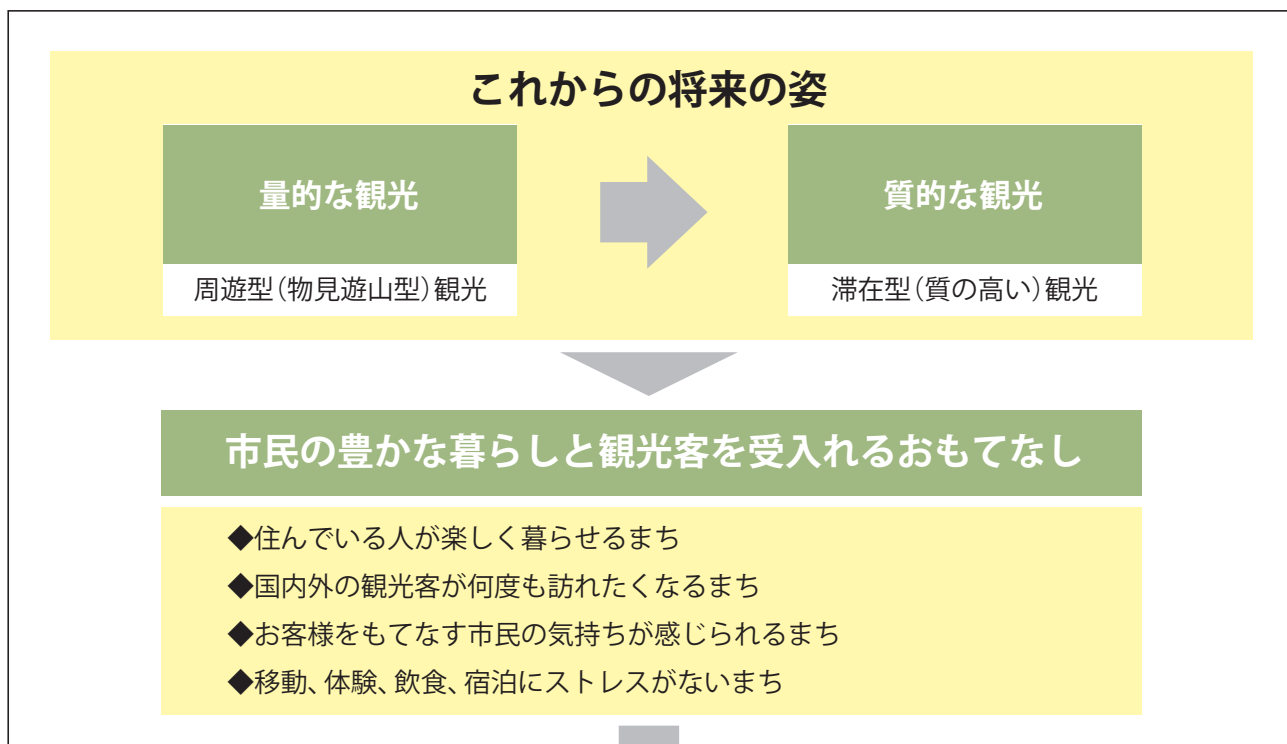 これからの将来の姿
量的な観光
質的な観光
周遊型(物見遊山型)観光
滞在型(質の高い)観光
市民の豊かな暮らしと観光客を受入れるおもてなし
◆住んでいる人が楽しく暮らせるまち
◆国内外の観光客が何度も訪れたくなるまち
◆お客様をもてなす市民の気持ちが感じられるまち
◆移動、体験、飲食、宿泊にストレスがないまち